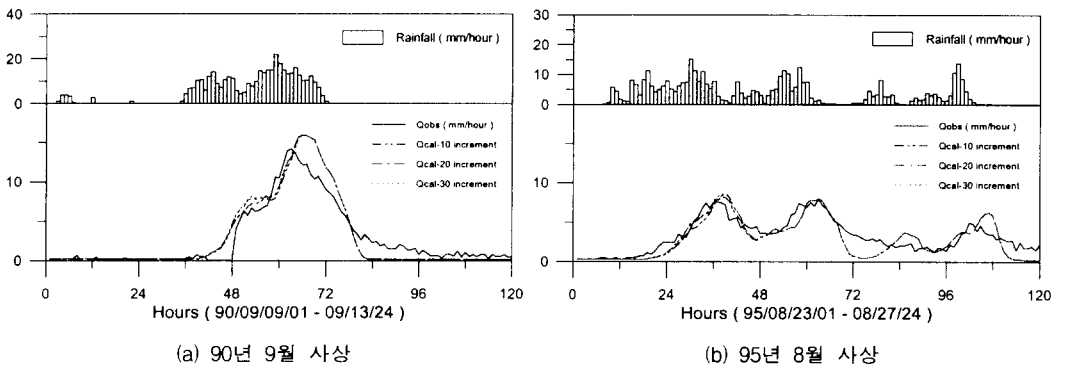 40
20
0
Rainfall ( mm/hour )
Qobs ( mm/hour )
Qcal-10 increment
Qcal-20 increment
Qcal-30 increment
10
0
0 24 48 72 96 120
Hours ( 90/09/09/01 - 09/13/24 )
(a) 90년 9월 사상
30
20
10
0
Rainfall ( mm/hour )
Qobs ( mm/hour )
Qcal-10 increment
Qcal-20 increment
Qcal-30 increment
10
0
0 24 48 72 96 120
Hours ( 95/08/23/01 - 08/27/24 )
(b) 95년 8월 사상